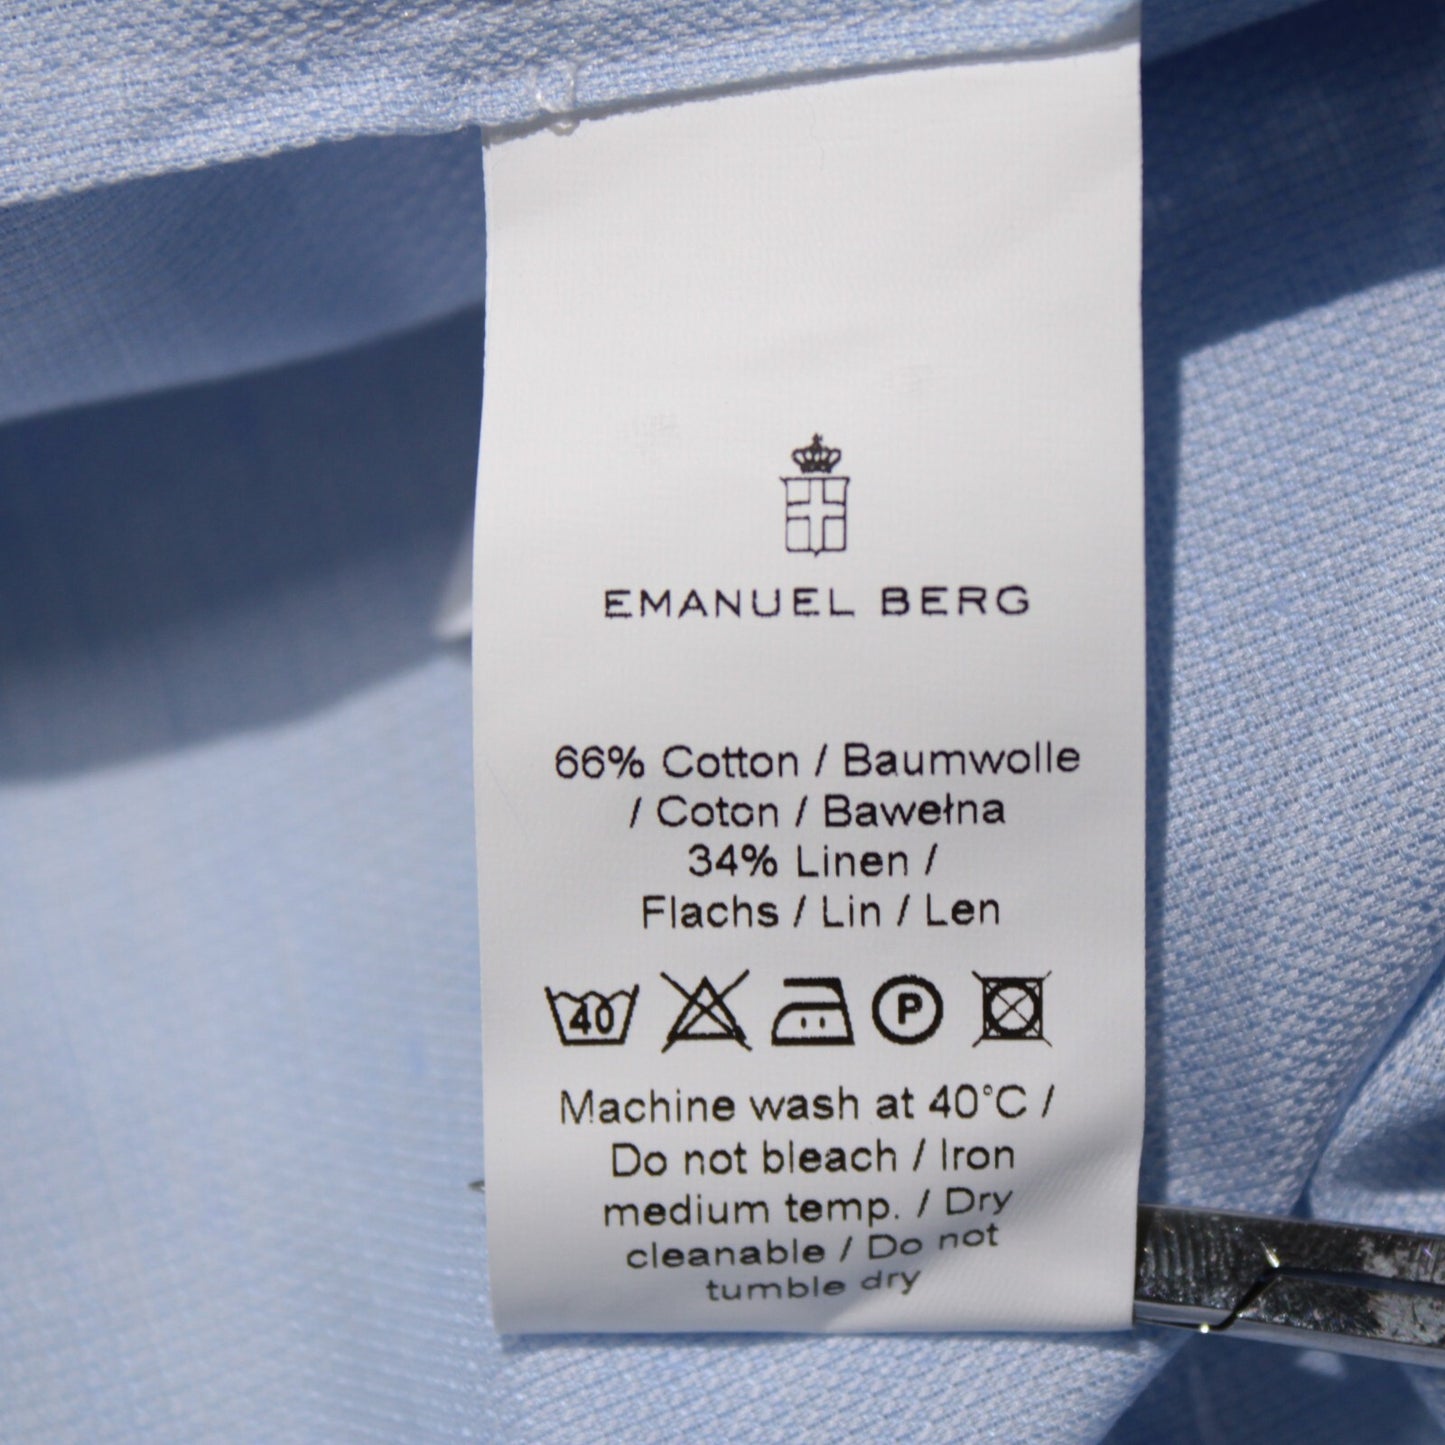 EMANUEL BERG
66% Cotton / Baumwolle
/ Coton / Bawełna
34% Linen /
Flachs / Lin / Len
40 P
Machine wash at 40°C /
Do not bleach / Iron
medium temp. / Dry
cleanable / Do not
tumble dry